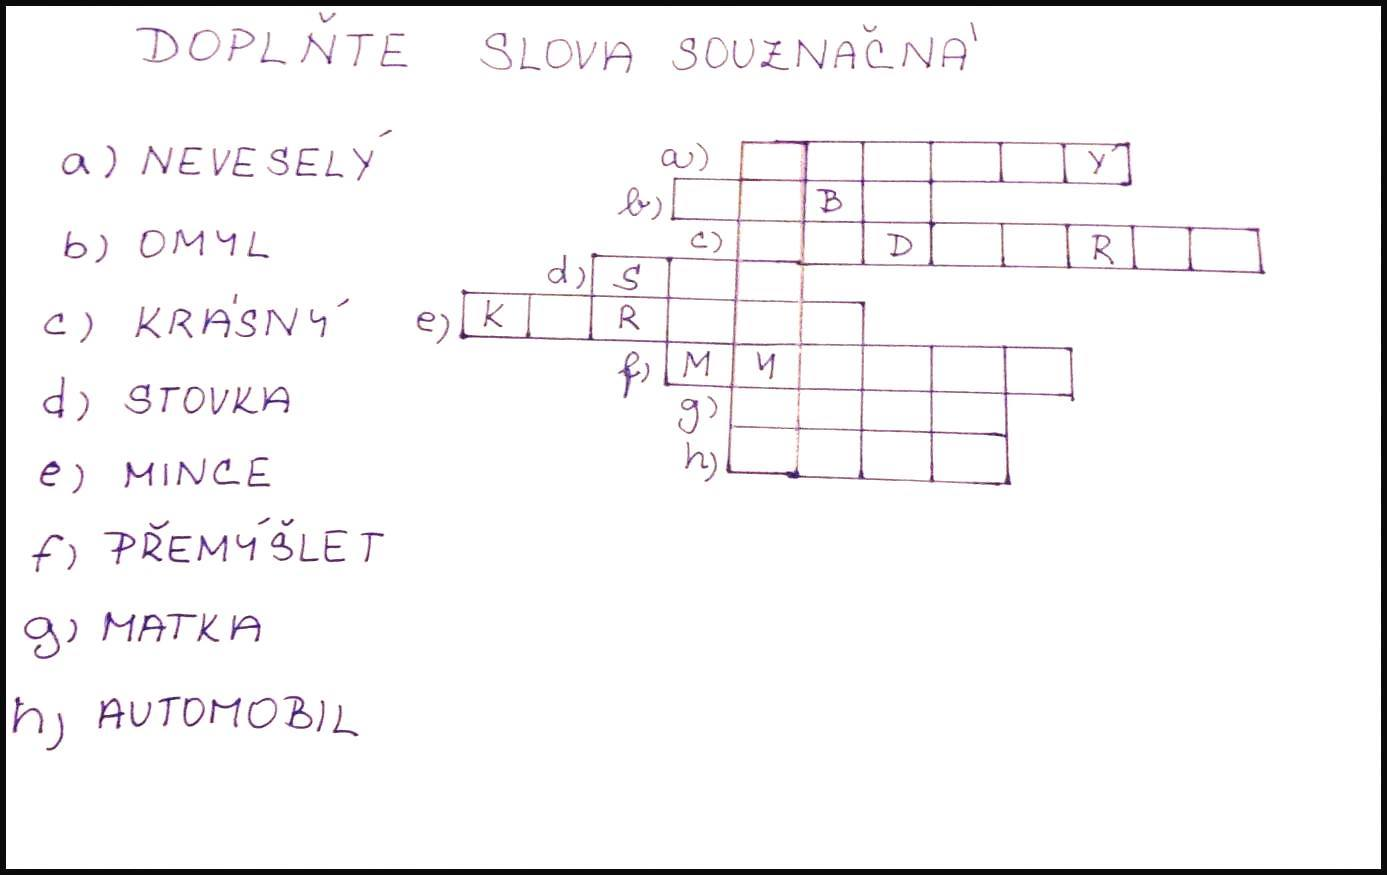 DOPLŇTE SLOVA SOUZNAČNÁ
a) NEVESELÝ
b) OMYL
c) KRÁSNÝ
d) STOVKA
e) MINCE
f) PŘEMÝŠLET
g) MATKA
h) AUTOMOBIL
a) Ý
b) B
c) D R
d) S
e) K R
f) M Y
g)
h)